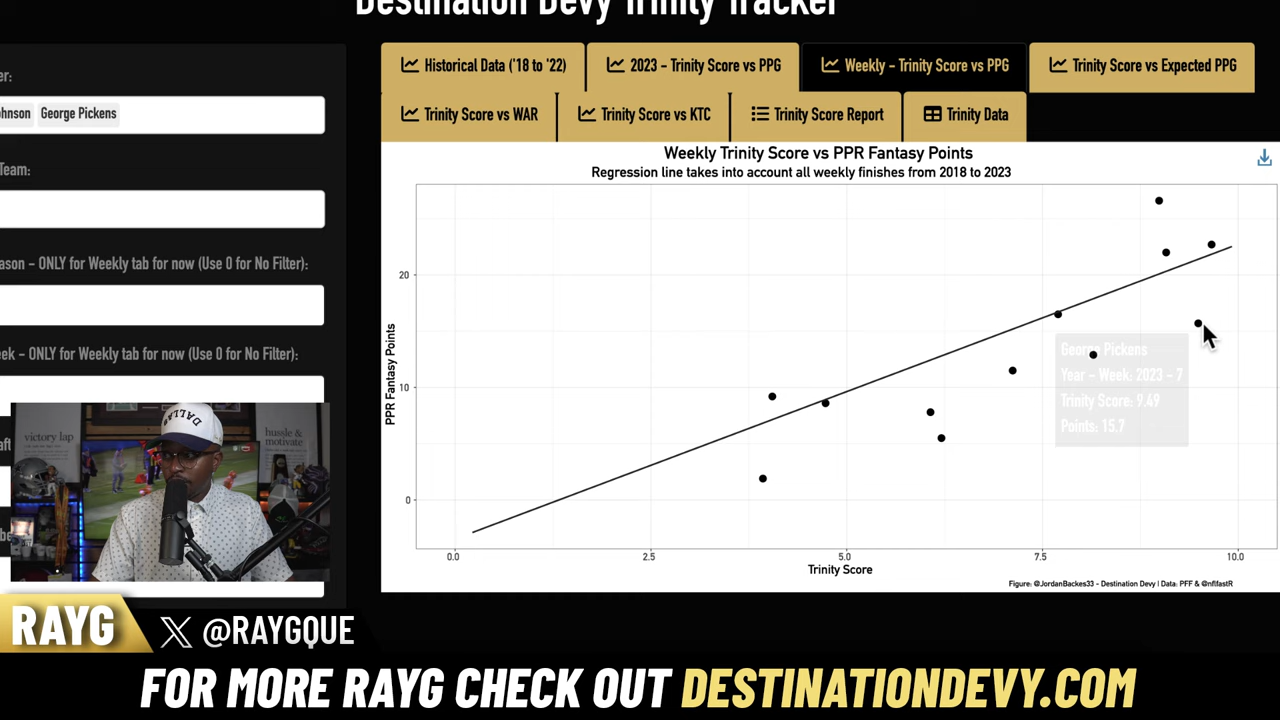 Destination Devy Trinity Tracker
er:
ohnson George Pickens
Team:
ason - ONLY for Weekly tab for now (Use 0 for No Filter):
eek - ONLY for Weekly tab for now (Use 0 for No Filter):
aft
be
Historical Data ('18 to '22)
2023 - Trinity Score vs PPG
Weekly - Trinity Score vs PPG
Trinity Score vs Expected PPG
Trinity Score vs WAR
Trinity Score vs KTC
Trinity Score Report
Trinity Data
Weekly Trinity Score vs PPR Fantasy Points
Regression line takes into account all weekly finishes from 2018 to 2023
PPR Fantasy Points
20
10
0
George Pickens
Year - Week: 2023 - 7
Trinity Score: 9.49
Points: 15.7
0.0 2.5 5.0 7.5 10.0
Trinity Score
Figure: @JordanBackes33 - Destination Devy | Data: PFF & @nflfastR
victory lap
hussle &
motivate
DALLAS
RAYG
X @RAYGQUE
FOR MORE RAYG CHECK OUT DESTINATIONDEVY.COM